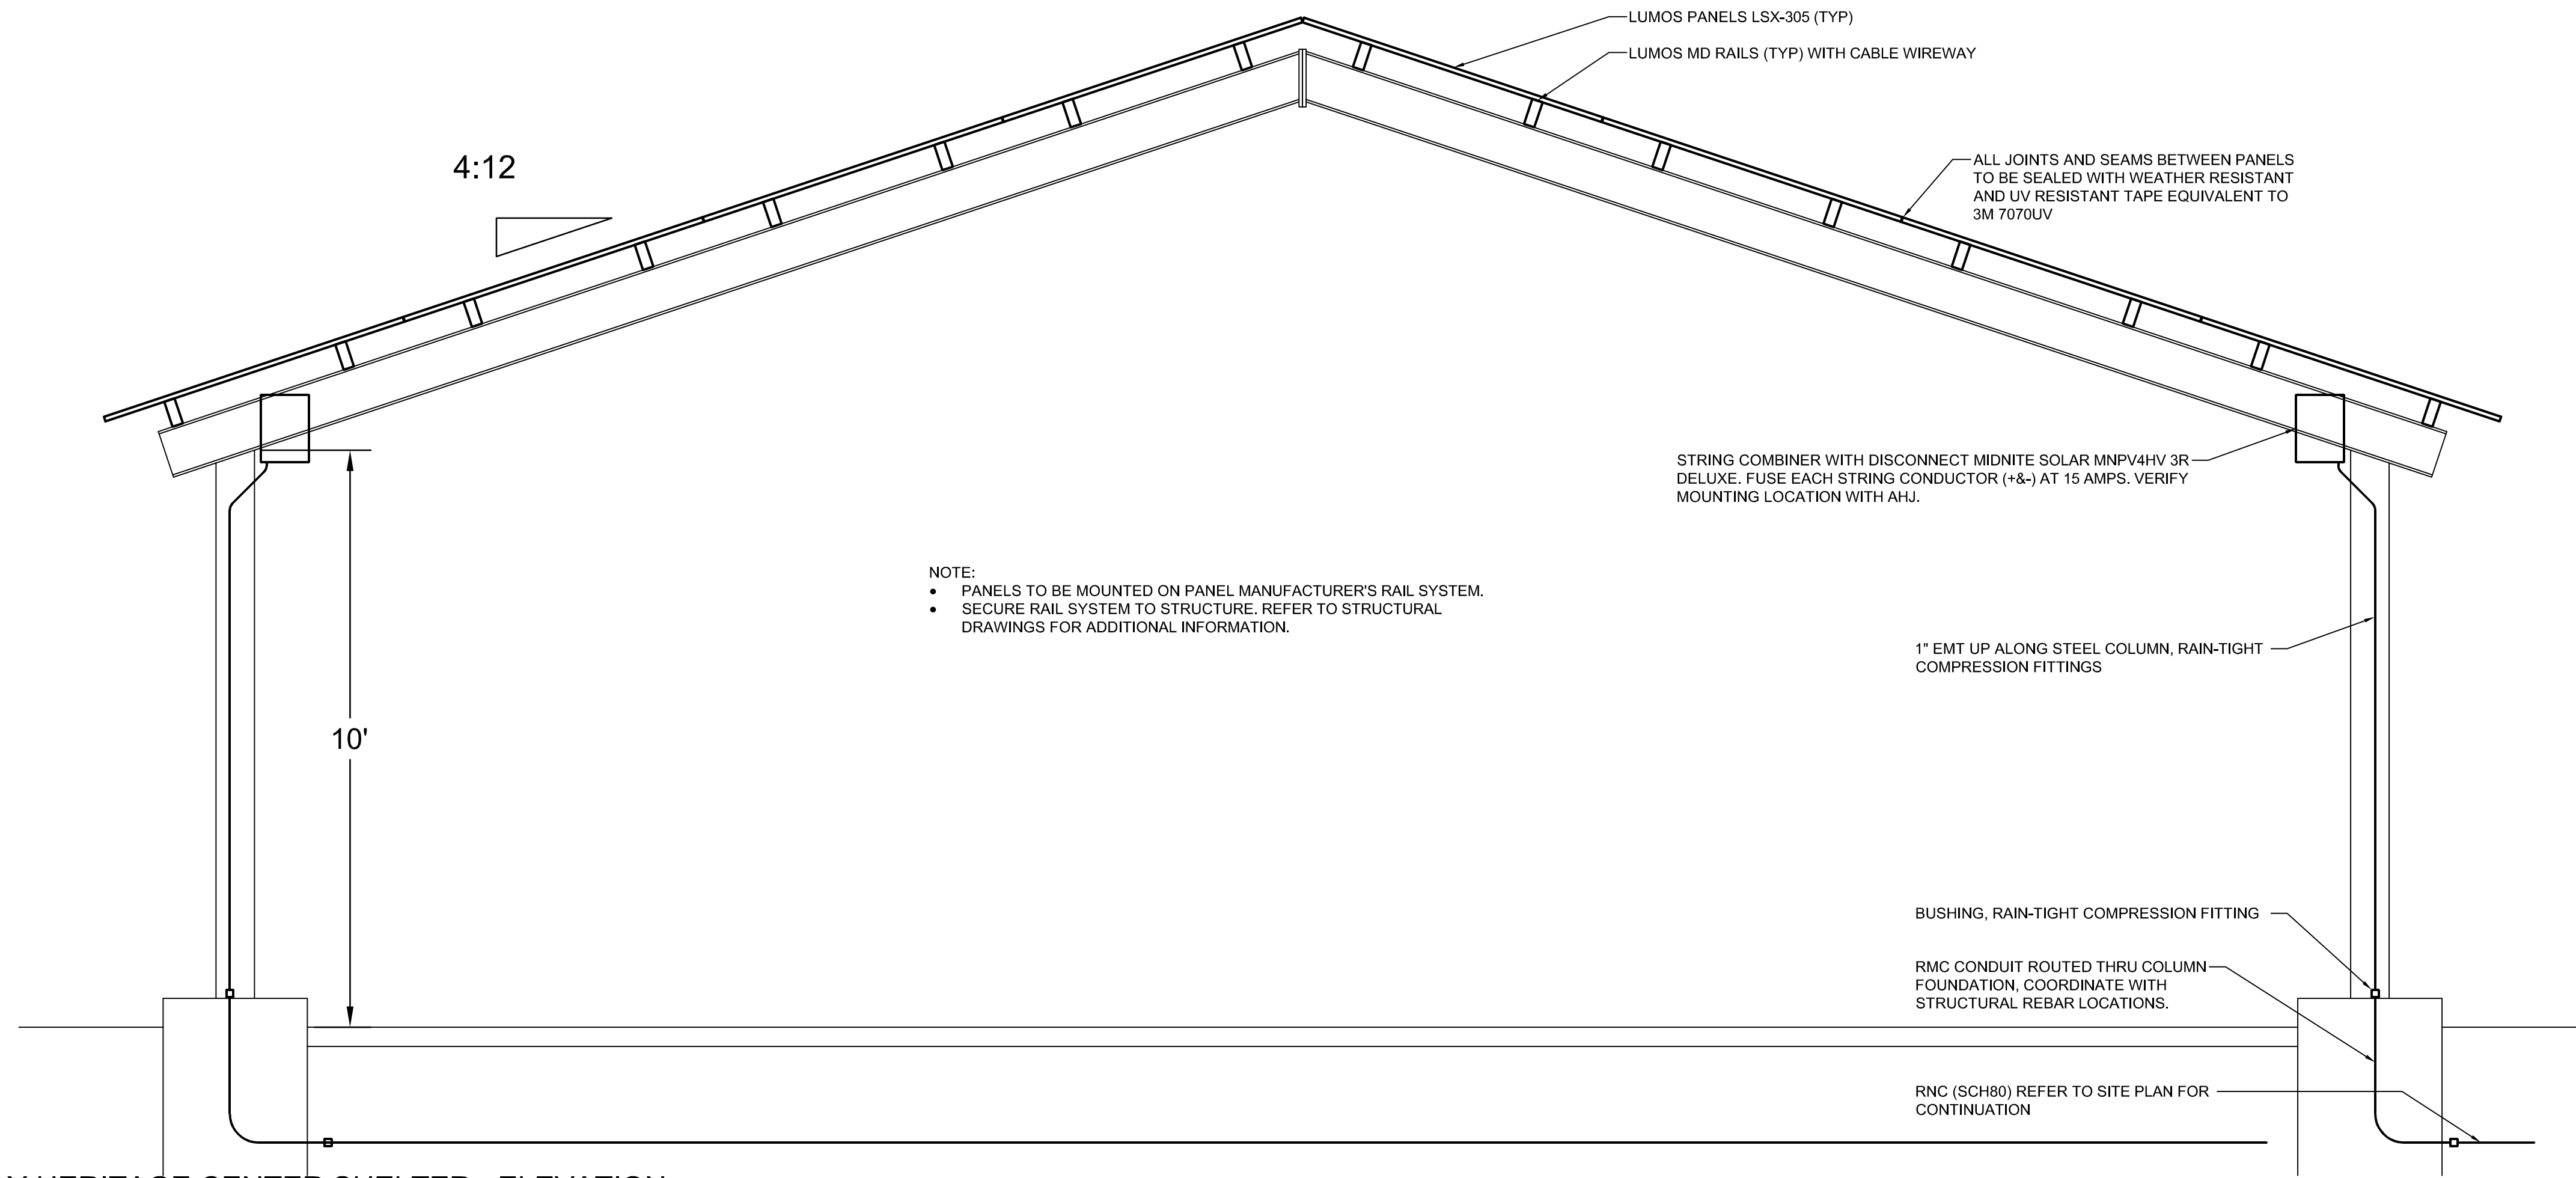 LUMOS PANELS LSX-305 (TYP)
LUMOS MD RAILS (TYP) WITH CABLE WIREWAY
4:12
ALL JOINTS AND SEAMS BETWEEN PANELS
TO BE SEALED WITH WEATHER RESISTANT
AND UV RESISTANT TAPE EQUIVALENT TO
3M 7070UV
STRING COMBINER WITH DISCONNECT MIDNITE SOLAR MNPV4HV 3R
DELUXE. FUSE EACH STRING CONDUCTOR (+&-) AT 15 AMPS. VERIFY
MOUNTING LOCATION WITH AHJ.
NOTE:
• PANELS TO BE MOUNTED ON PANEL MANUFACTURER'S RAIL SYSTEM.
• SECURE RAIL SYSTEM TO STRUCTURE. REFER TO STRUCTURAL
DRAWINGS FOR ADDITIONAL INFORMATION.
1" EMT UP ALONG STEEL COLUMN, RAIN-TIGHT
COMPRESSION FITTINGS
10'
BUSHING, RAIN-TIGHT COMPRESSION FITTING
RMC CONDUIT ROUTED THRU COLUMN
FOUNDATION, COORDINATE WITH
STRUCTURAL REBAR LOCATIONS.
RNC (SCH80) REFER TO SITE PLAN FOR
CONTINUATION
Y HERITAGE CENTER SHELTER - ELEVATION